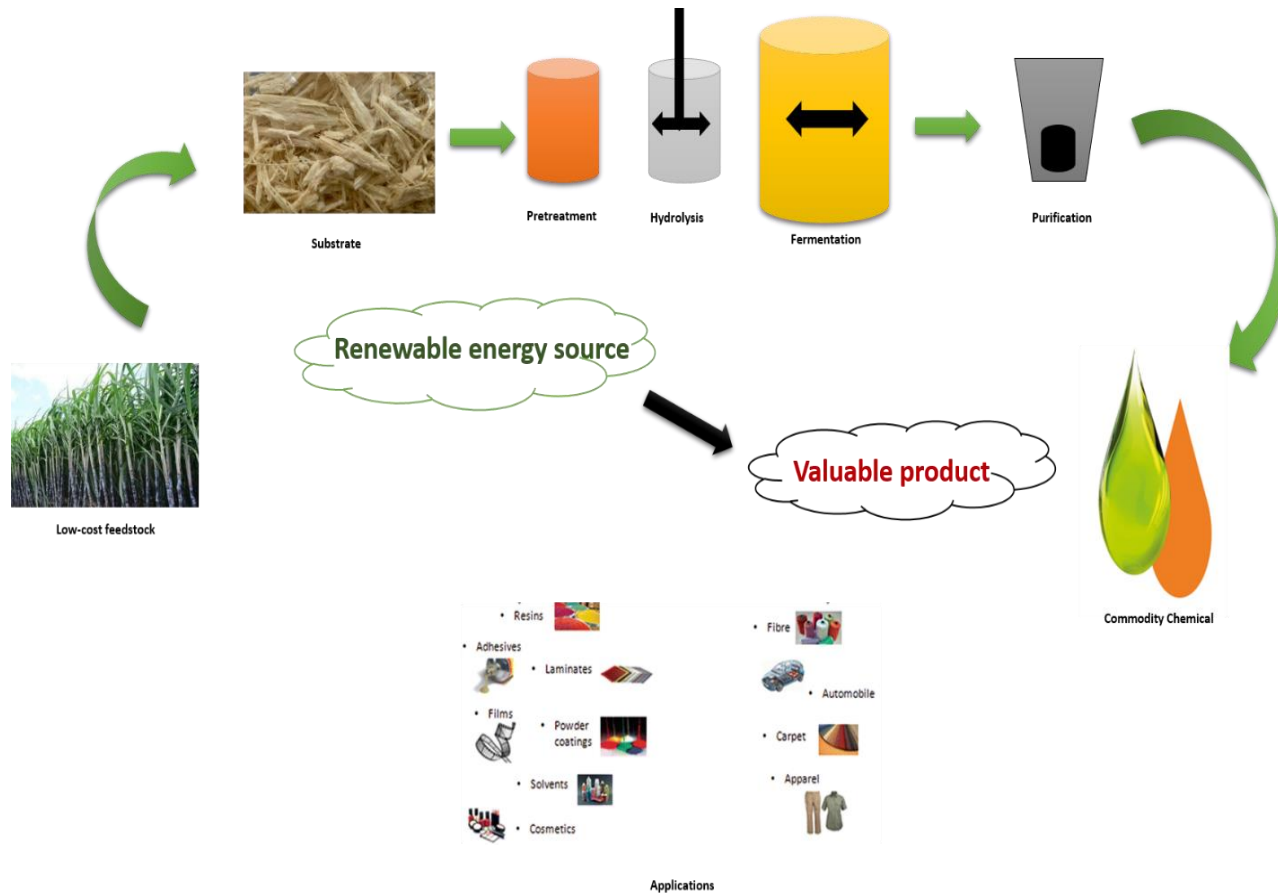 Substrate
Pretreatment
Hydrolysis
Fermentation
Purification
Renewable energy source
Valuable product
Low-cost feedstock
Commodity Chemical
• Resins
• Adhesives
• Laminates
• Films
• Powder
coatings
• Solvents
• Cosmetics
• Fibre
• Automobile
• Carpet
• Apparel
Applications